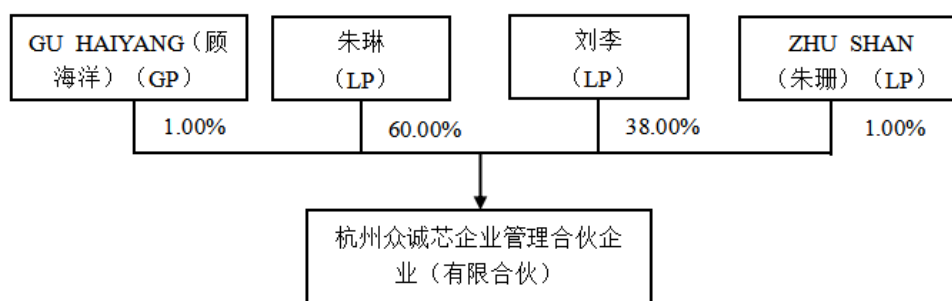 GU HAIYANG（顾
海洋）（GP）
朱琳
（LP）
刘李
（LP）
ZHU SHAN
（朱珊）（LP）
1.00%
60.00%
38.00%
1.00%
杭州众诚芯企业管理合伙企
业（有限合伙）